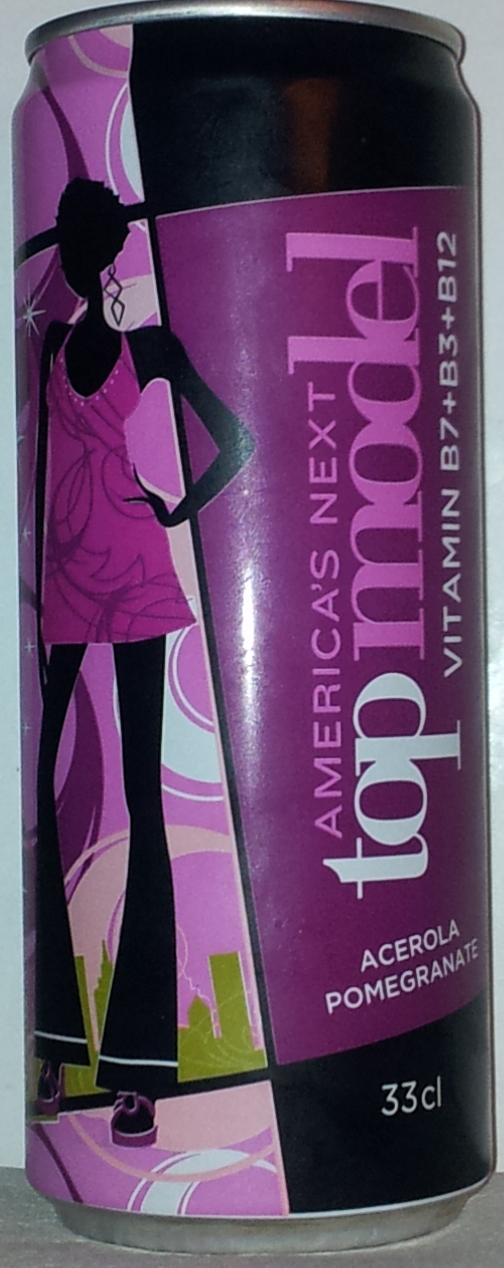 AMERICA'S NEXT
top model
VITAMIN B7+B3+B12
ACEROLA
POMEGRANATE
33cl